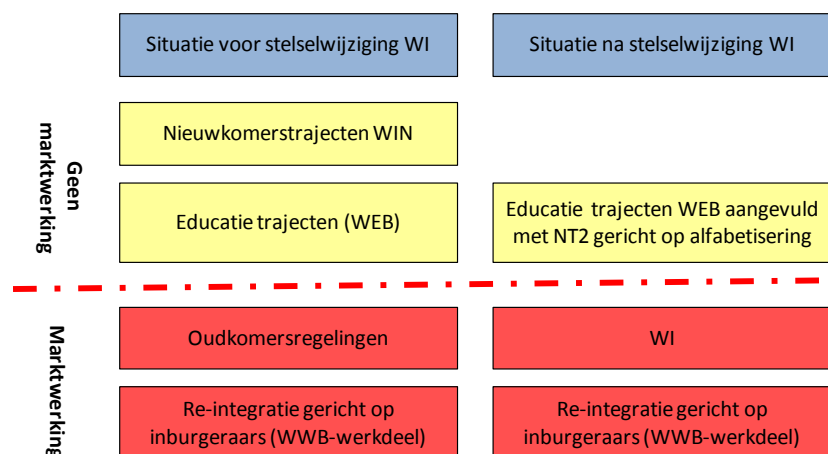 Situatie voor stelselwijziging WI
Situatie na stelselwijziging WI
Geen
marktwerking
Nieuwkomerstrajecten WIN
Educatie trajecten (WEB)
Educatie trajecten WEB aangevuld
met NT2 gericht op alfabetisering
Marktwerking
Oudkomersregelingen
WI
Re-integratie gericht op
inburgeraars (WWB-werkdeel)
Re-integratie gericht op
inburgeraars (WWB-werkdeel)